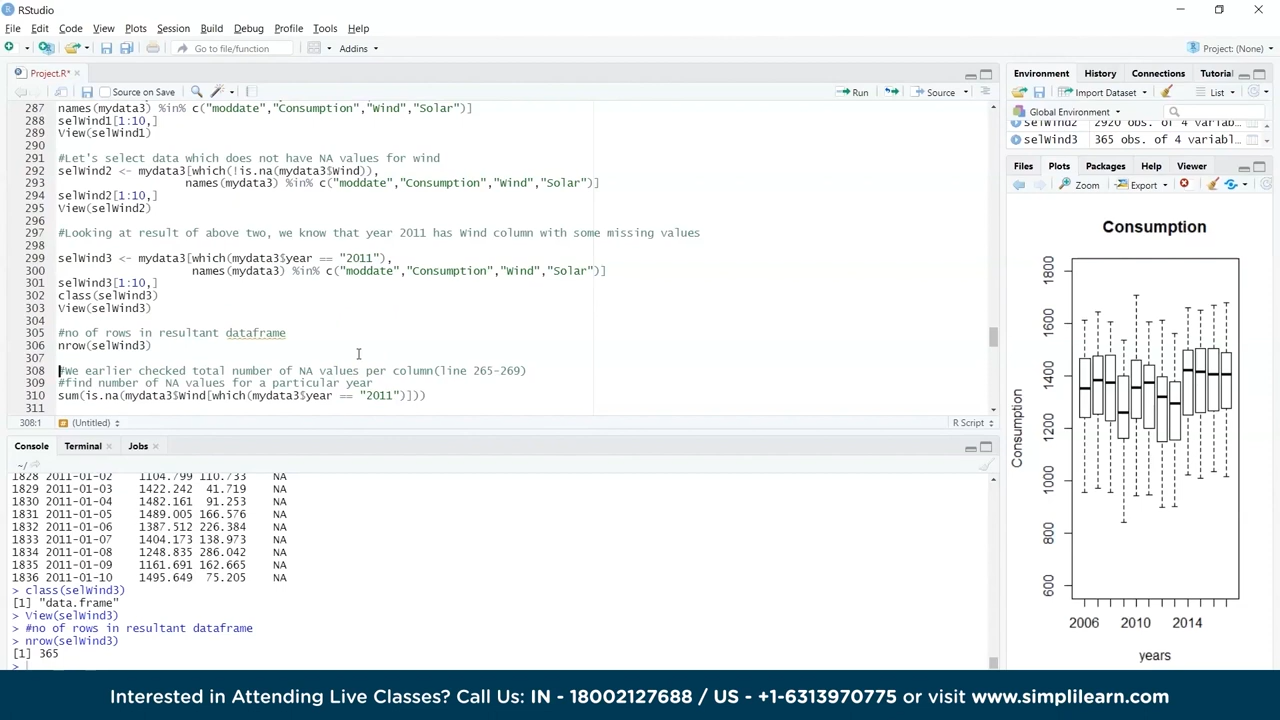 RStudio
File Edit Code View Plots Session Build Debug Profile Tools Help
Go to file/function Addins Project: (None)
Project.R*
Source on Save Run Source
287 names(mydata3) %in% c("moddate","Consumption","Wind","Solar")]
288 selWind1[1:10,]
289 View(selWind1)
290
291 #Let's select data which does not have NA values for wind
292 selWind2 <- mydata3[which(!is.na(mydata3$Wind)),
293 names(mydata3) %in% c("moddate","Consumption","Wind","Solar")]
294 selWind2[1:10,]
295 View(selWind2)
296
297 #Looking at result of above two, we know that year 2011 has Wind column with some missing values
298
299 selWind3 <- mydata3[which(mydata3$year == "2011"),
300 names(mydata3) %in% c("moddate","Consumption","Wind","Solar")]
301 selWind3[1:10,]
302 class(selWind3)
303 View(selWind3)
304
305 #no of rows in resultant dataframe
306 nrow(selWind3)
307
308 #We earlier checked total number of NA values per column(line 265-269)
309 #find number of NA values for a particular year
310 sum(is.na(mydata3$Wind[which(mydata3$year == "2011")]))
311
308:1 (Untitled) R Script
Console Terminal Jobs
~/
1828 2011-01-02 1104.799 110.733 NA
1829 2011-01-03 1422.242 41.719 NA
1830 2011-01-04 1482.161 91.253 NA
1831 2011-01-05 1489.005 166.576 NA
1832 2011-01-06 1387.512 226.384 NA
1833 2011-01-07 1404.173 138.973 NA
1834 2011-01-08 1248.835 286.042 NA
1835 2011-01-09 1161.691 162.665 NA
1836 2011-01-10 1495.649 75.205 NA
> class(selWind3)
[1] "data.frame"
> View(selWind3)
> #no of rows in resultant dataframe
> nrow(selWind3)
[1] 365
>
Environment History Connections Tutorial
Import Dataset List
Global Environment
selWind2 2920 obs. of 4 variab...
selWind3 365 obs. of 4 variabl...
Files Plots Packages Help Viewer
Zoom Export
Consumption
1800
1600
1400
1200
1000
800
600
Consumption
2006 2010 2014
years
Interested in Attending Live Classes? Call Us: IN - 18002127688 / US - +1-6313970775 or visit www.simplilearn.com